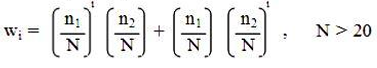 wᵢ = (n₁/N)ᵗ (n₂/N) + (n₁/N) (n₂/N)ᵗ , N > 20